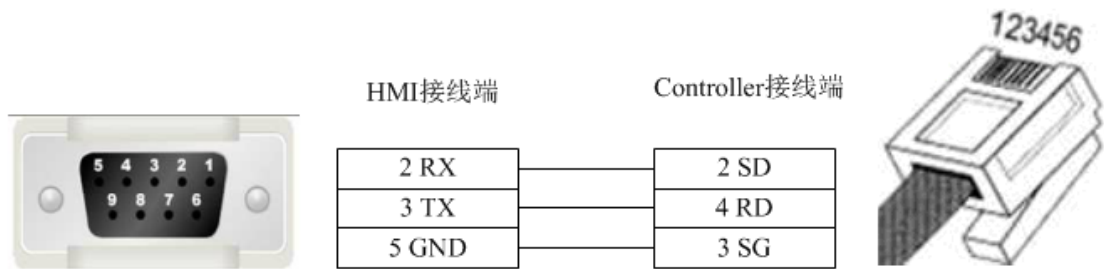 123456
HMI接线端
Controller接线端
5 4 3 2 1
9 8 7 6
2 RX
2 SD
3 TX
4 RD
5 GND
3 SG